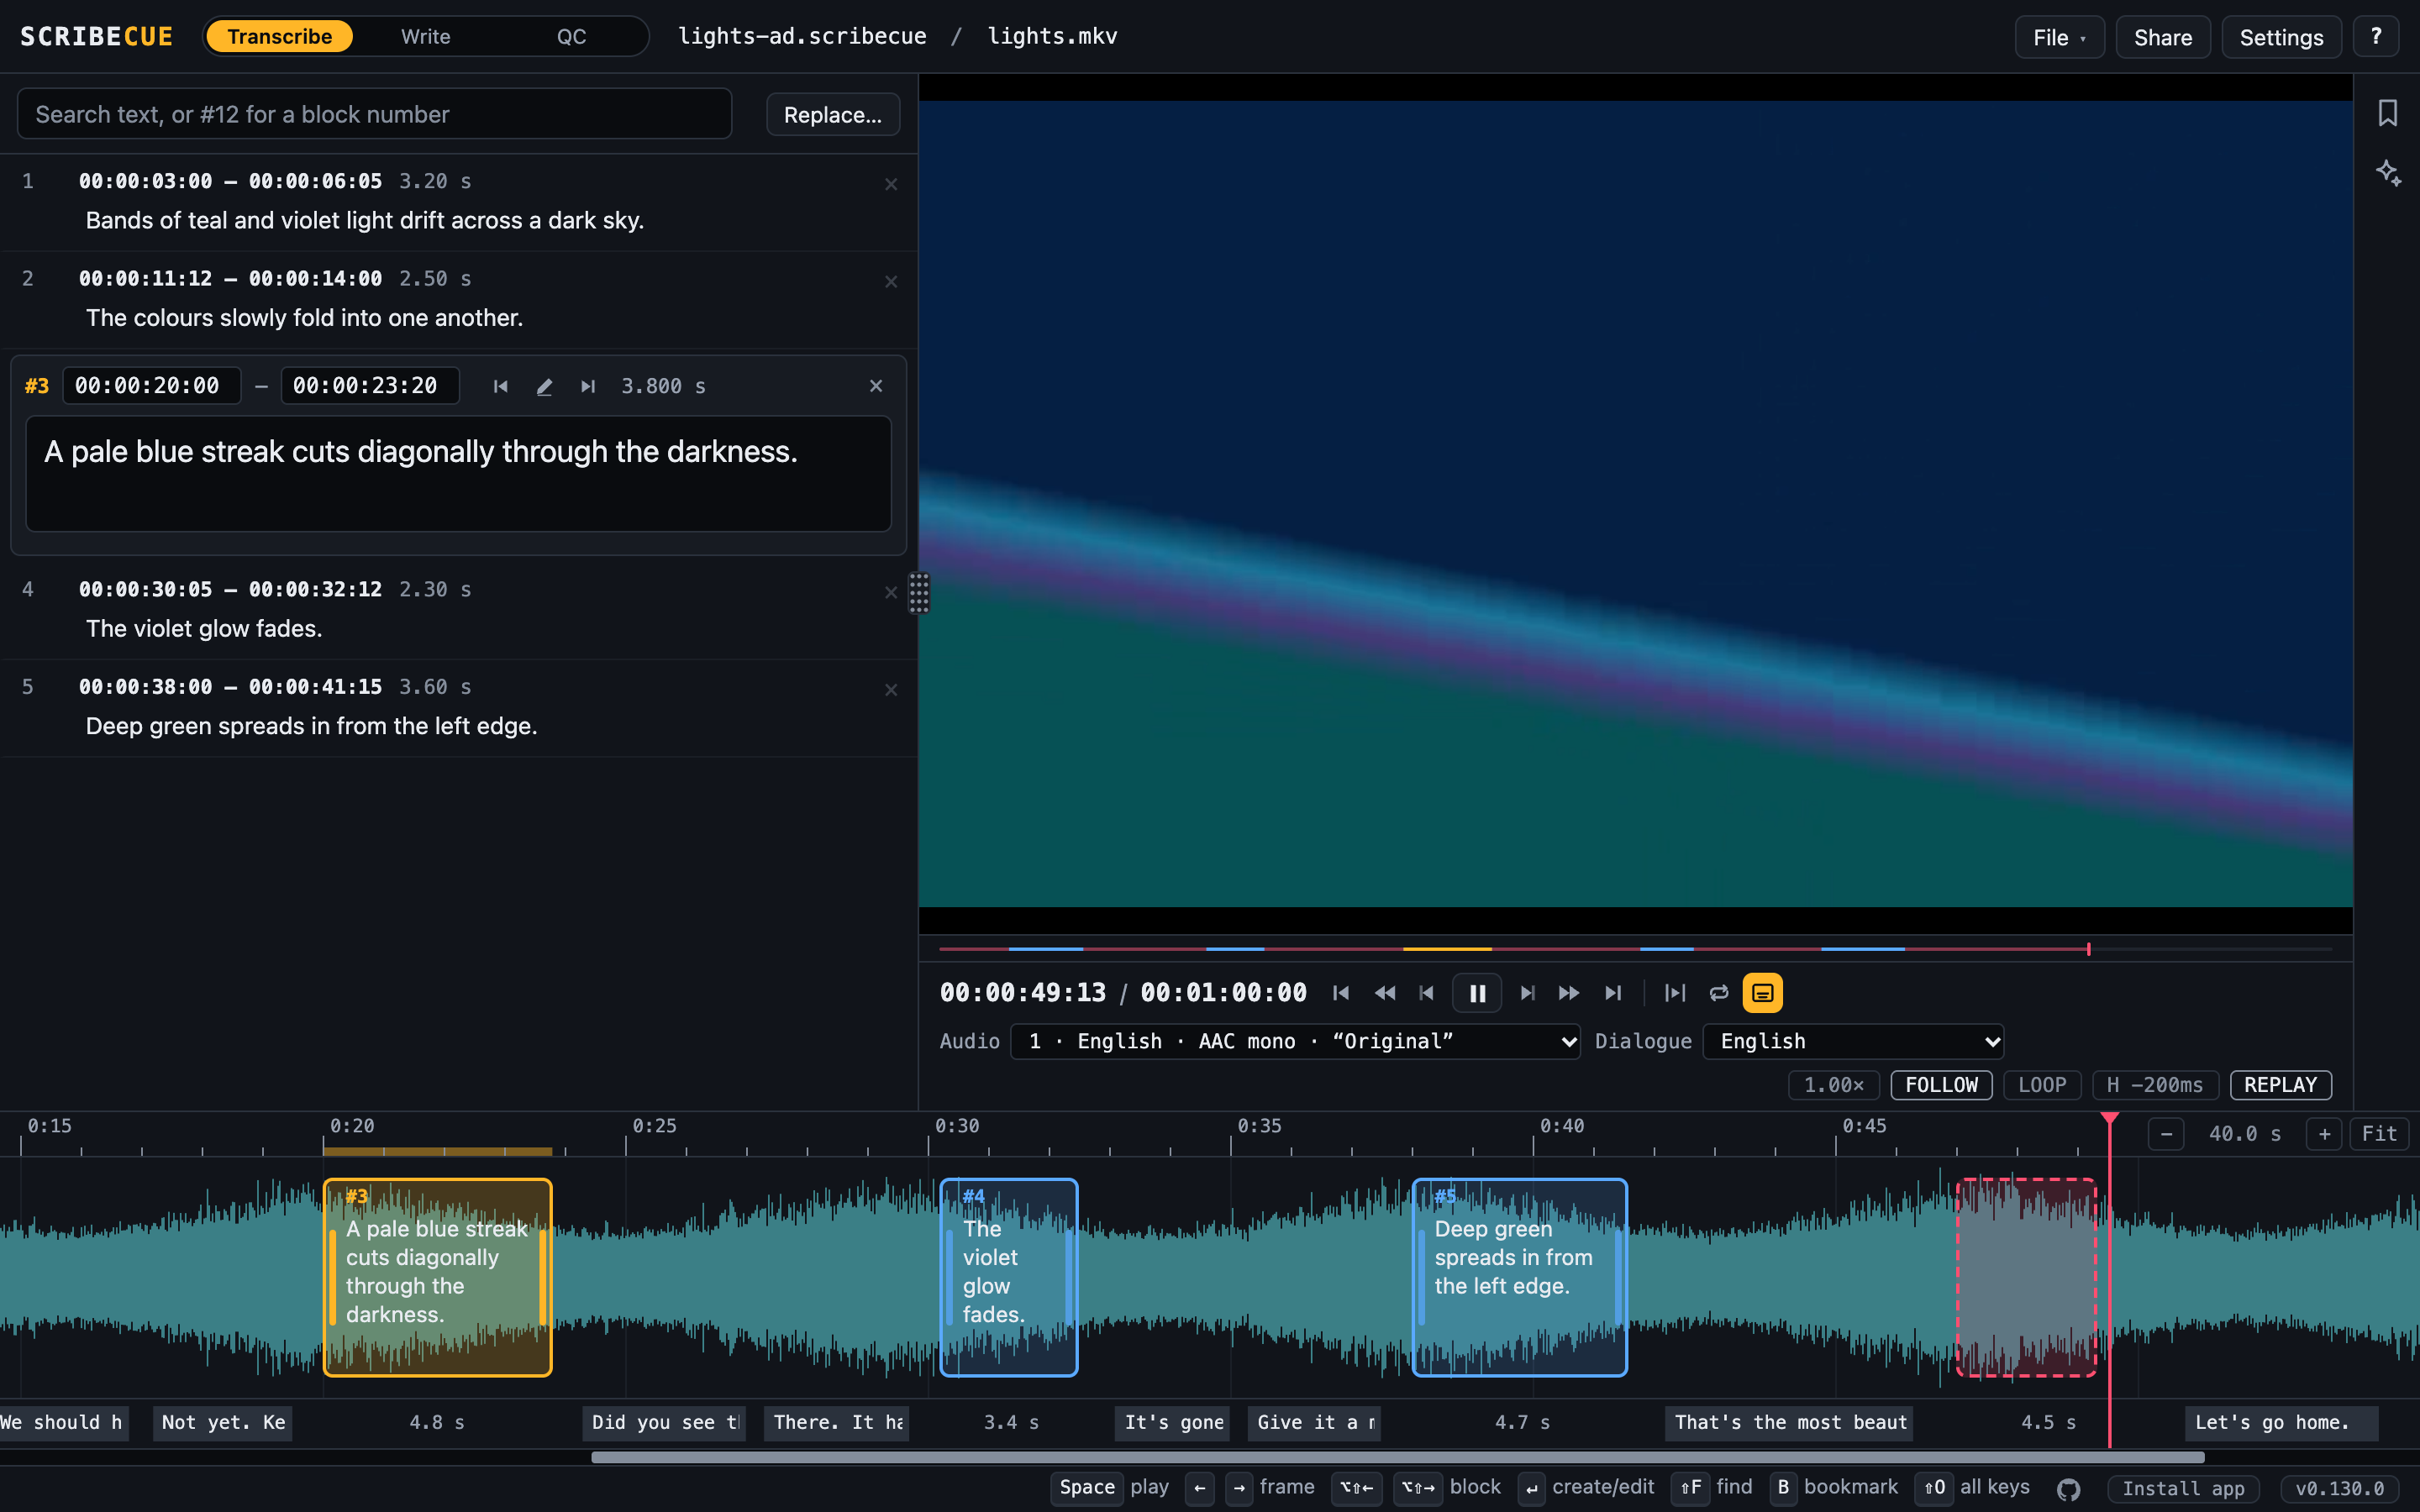 SCRIBECUE Transcribe Write QC lights-ad.scribecue / lights.mkv File Share Settings ?
Search text, or #12 for a block number Replace...
1 00:00:03:00 – 00:00:06:05 3.20 s ×
Bands of teal and violet light drift across a dark sky.
2 00:00:11:12 – 00:00:14:00 2.50 s ×
The colours slowly fold into one another.
#3 00:00:20:00 – 00:00:23:20 3.800 s ×
A pale blue streak cuts diagonally through the darkness.
4 00:00:30:05 – 00:00:32:12 2.30 s ×
The violet glow fades.
5 00:00:38:00 – 00:00:41:15 3.60 s ×
Deep green spreads in from the left edge.
00:00:49:13 / 00:01:00:00
Audio 1 · English · AAC mono · “Original” Dialogue English
1.00× FOLLOW LOOP H −200ms REPLAY
0:15 0:20 0:25 0:30 0:35 0:40 0:45 − 40.0 s + Fit
#3
A pale blue streak
cuts diagonally
through the
darkness.
#4
The
violet
glow
fades.
#5
Deep green
spreads in from
the left edge.
We should h Not yet. Ke 4.8 s Did you see t There. It ha 3.4 s It's gone Give it a 4.7 s That's the most beaut 4.5 s Let's go home.
Space play ← → frame ⌥⇧← ⌥⇧→ block ↵ create/edit ⇧F find B bookmark ⇧O all keys Install app v0.130.0